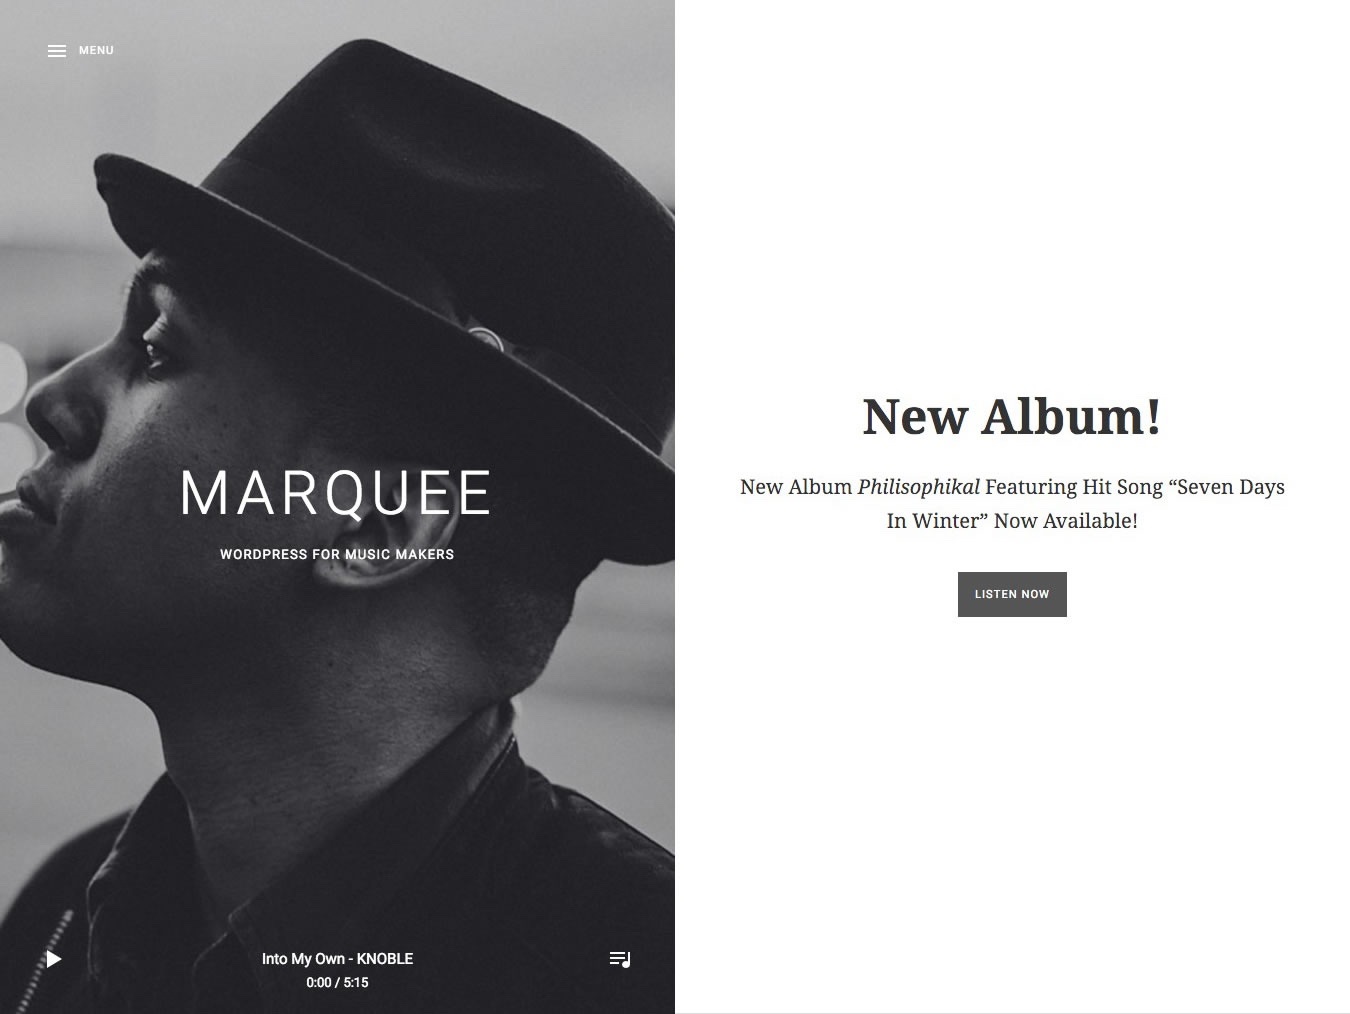 MENU
MARQUEE
WORDPRESS FOR MUSIC MAKERS
Into My Own - KNOBLE
0:00 / 5:15
New Album!
New Album Philisophikal Featuring Hit Song “Seven Days
In Winter” Now Available!
LISTEN NOW